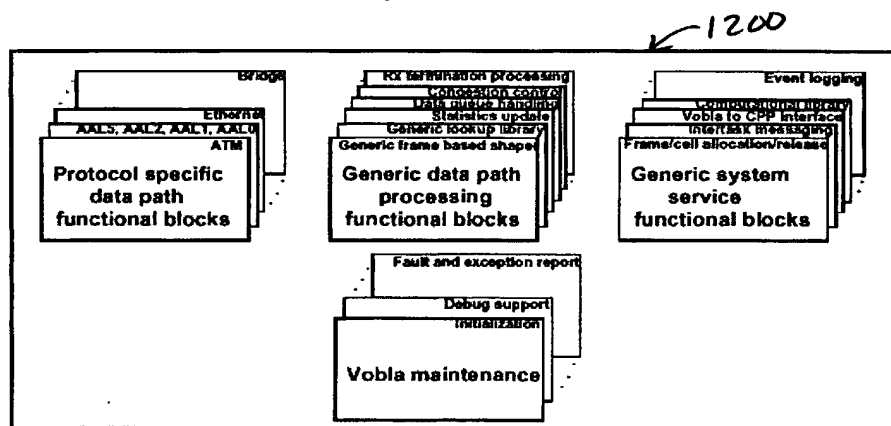 1200
Bridge
Ethernet
AAL5, AAL2, AAL1, AAL0
ATM
Protocol specific
data path
functional blocks
Rx termination processing
Congestion control
Data queue handling
Statistics update
Generic lookup library
Generic frame based shaper
Generic data path
processing
functional blocks
Event logging
Computational library
Vobla to CPP Interface
Intertask messaging
Frame/cell allocation/release
Generic system
service
functional blocks
Fault and exception report
Debug support
Initialization
Vobla maintenance